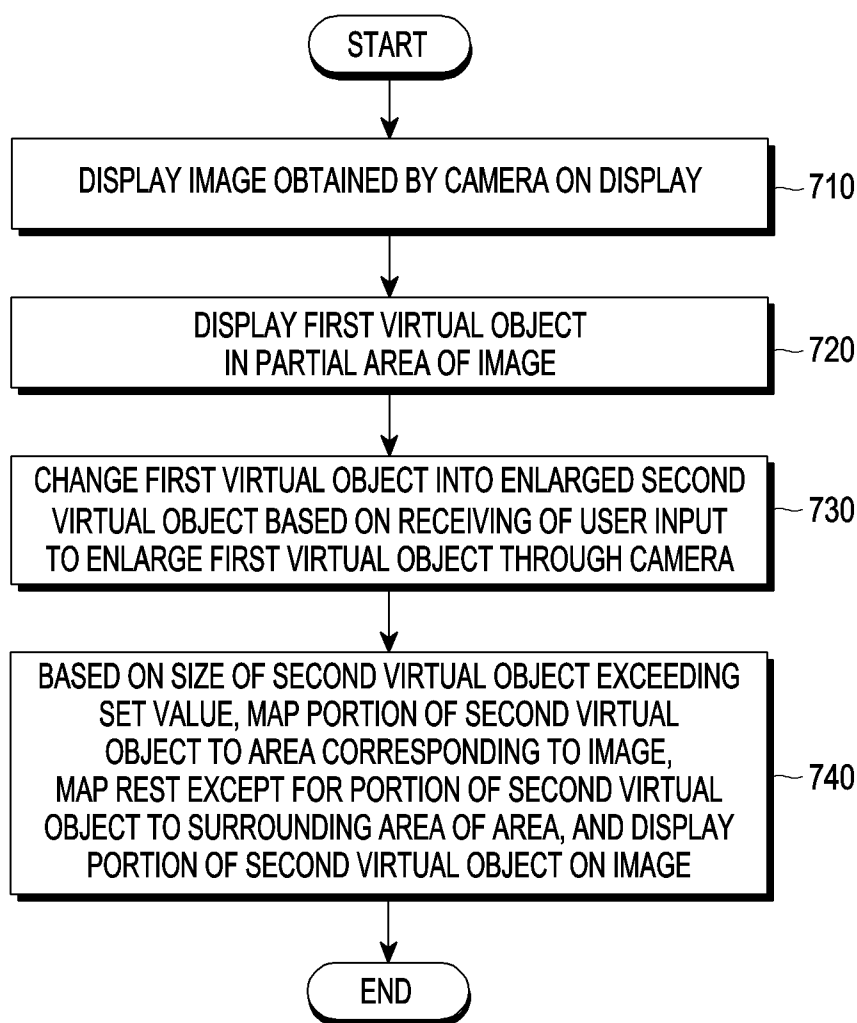 START
DISPLAY IMAGE OBTAINED BY CAMERA ON DISPLAY
710
DISPLAY FIRST VIRTUAL OBJECT
IN PARTIAL AREA OF IMAGE
720
CHANGE FIRST VIRTUAL OBJECT INTO ENLARGED SECOND
VIRTUAL OBJECT BASED ON RECEIVING OF USER INPUT
TO ENLARGE FIRST VIRTUAL OBJECT THROUGH CAMERA
730
BASED ON SIZE OF SECOND VIRTUAL OBJECT EXCEEDING
SET VALUE, MAP PORTION OF SECOND VIRTUAL
OBJECT TO AREA CORRESPONDING TO IMAGE,
MAP REST EXCEPT FOR PORTION OF SECOND VIRTUAL
OBJECT TO SURROUNDING AREA OF AREA, AND DISPLAY
PORTION OF SECOND VIRTUAL OBJECT ON IMAGE
740
END